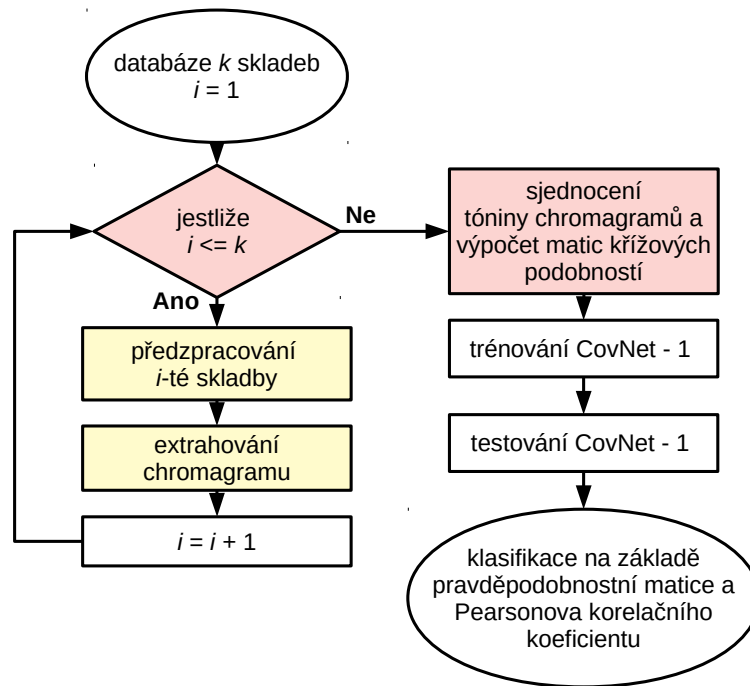 databáze k skladeb
i = 1
jestliže
i <= k
Ne
Ano
předzpracování
i-té skladby
extrahování
chromagramu
i = i + 1
sjednocení
tóniny chromagramů a
výpočet matic křížových
podobností
trénování CovNet - 1
testování CovNet - 1
klasifikace na základě
pravděpodobnostní matice a
Pearsonova korelačního
koeficientu